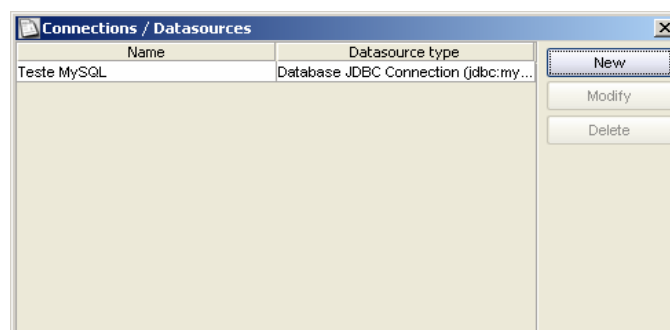 Connections / Datasources
Name Datasource type
Teste MySQL Database JDBC Connection (jdbc:my...
New
Modify
Delete